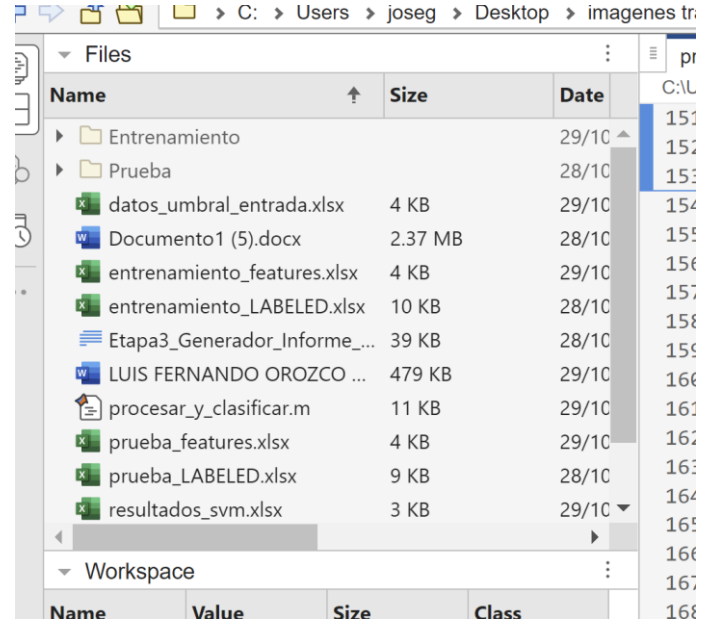 C: > Users > joseg > Desktop > imagenes tr
Files
Name Size Date
Entrenamiento 29/10
Prueba 28/10
datos_umbral_entrada.xlsx 4 KB 29/10
Documento1 (5).docx 2.37 MB 28/10
entrenamiento_features.xlsx 4 KB 29/10
entrenamiento_LABELED.xlsx 10 KB 28/10
Etapa3_Generador_Informe_... 39 KB 28/10
LUIS FERNANDO OROZCO ... 479 KB 29/10
procesar_y_clasificar.m 11 KB 29/10
prueba_features.xlsx 4 KB 29/10
prueba_LABELED.xlsx 9 KB 28/10
resultados_svm.xlsx 3 KB 29/10
Workspace
Name Value Size Class
pr
C:\U
151
152
153
154
155
156
157
158
159
160
161
162
163
164
165
166
167
168